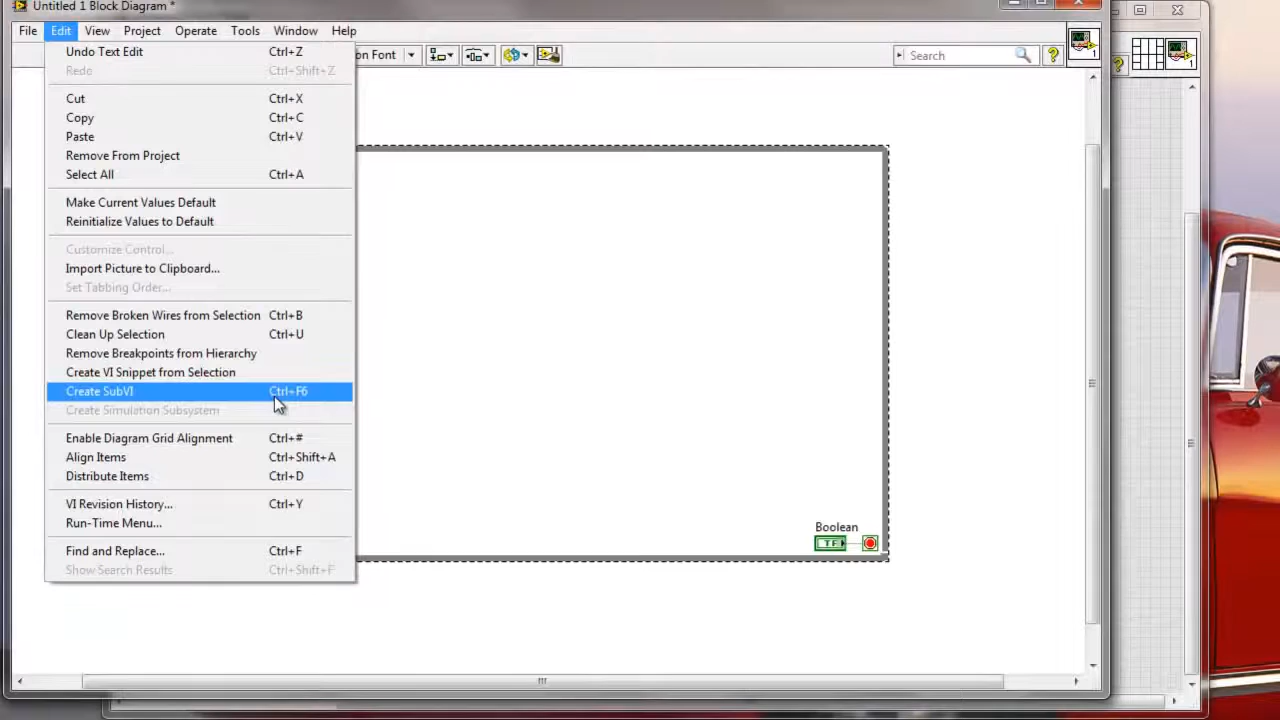 Untitled 1 Block Diagram *
File Edit View Project Operate Tools Window Help
on Font
Search
?
?
1
1
Undo Text Edit Ctrl+Z
Redo Ctrl+Shift+Z
Cut Ctrl+X
Copy Ctrl+C
Paste Ctrl+V
Remove From Project
Select All Ctrl+A
Make Current Values Default
Reinitialize Values to Default
Customize Control...
Import Picture to Clipboard...
Set Tabbing Order...
Remove Broken Wires from Selection Ctrl+B
Clean Up Selection Ctrl+U
Remove Breakpoints from Hierarchy
Create VI Snippet from Selection
Create SubVI Ctrl+F6
Create Simulation Subsystem
Enable Diagram Grid Alignment Ctrl+#
Align Items Ctrl+Shift+A
Distribute Items Ctrl+D
VI Revision History... Ctrl+Y
Run-Time Menu...
Find and Replace... Ctrl+F
Show Search Results Ctrl+Shift+F
Boolean
TF